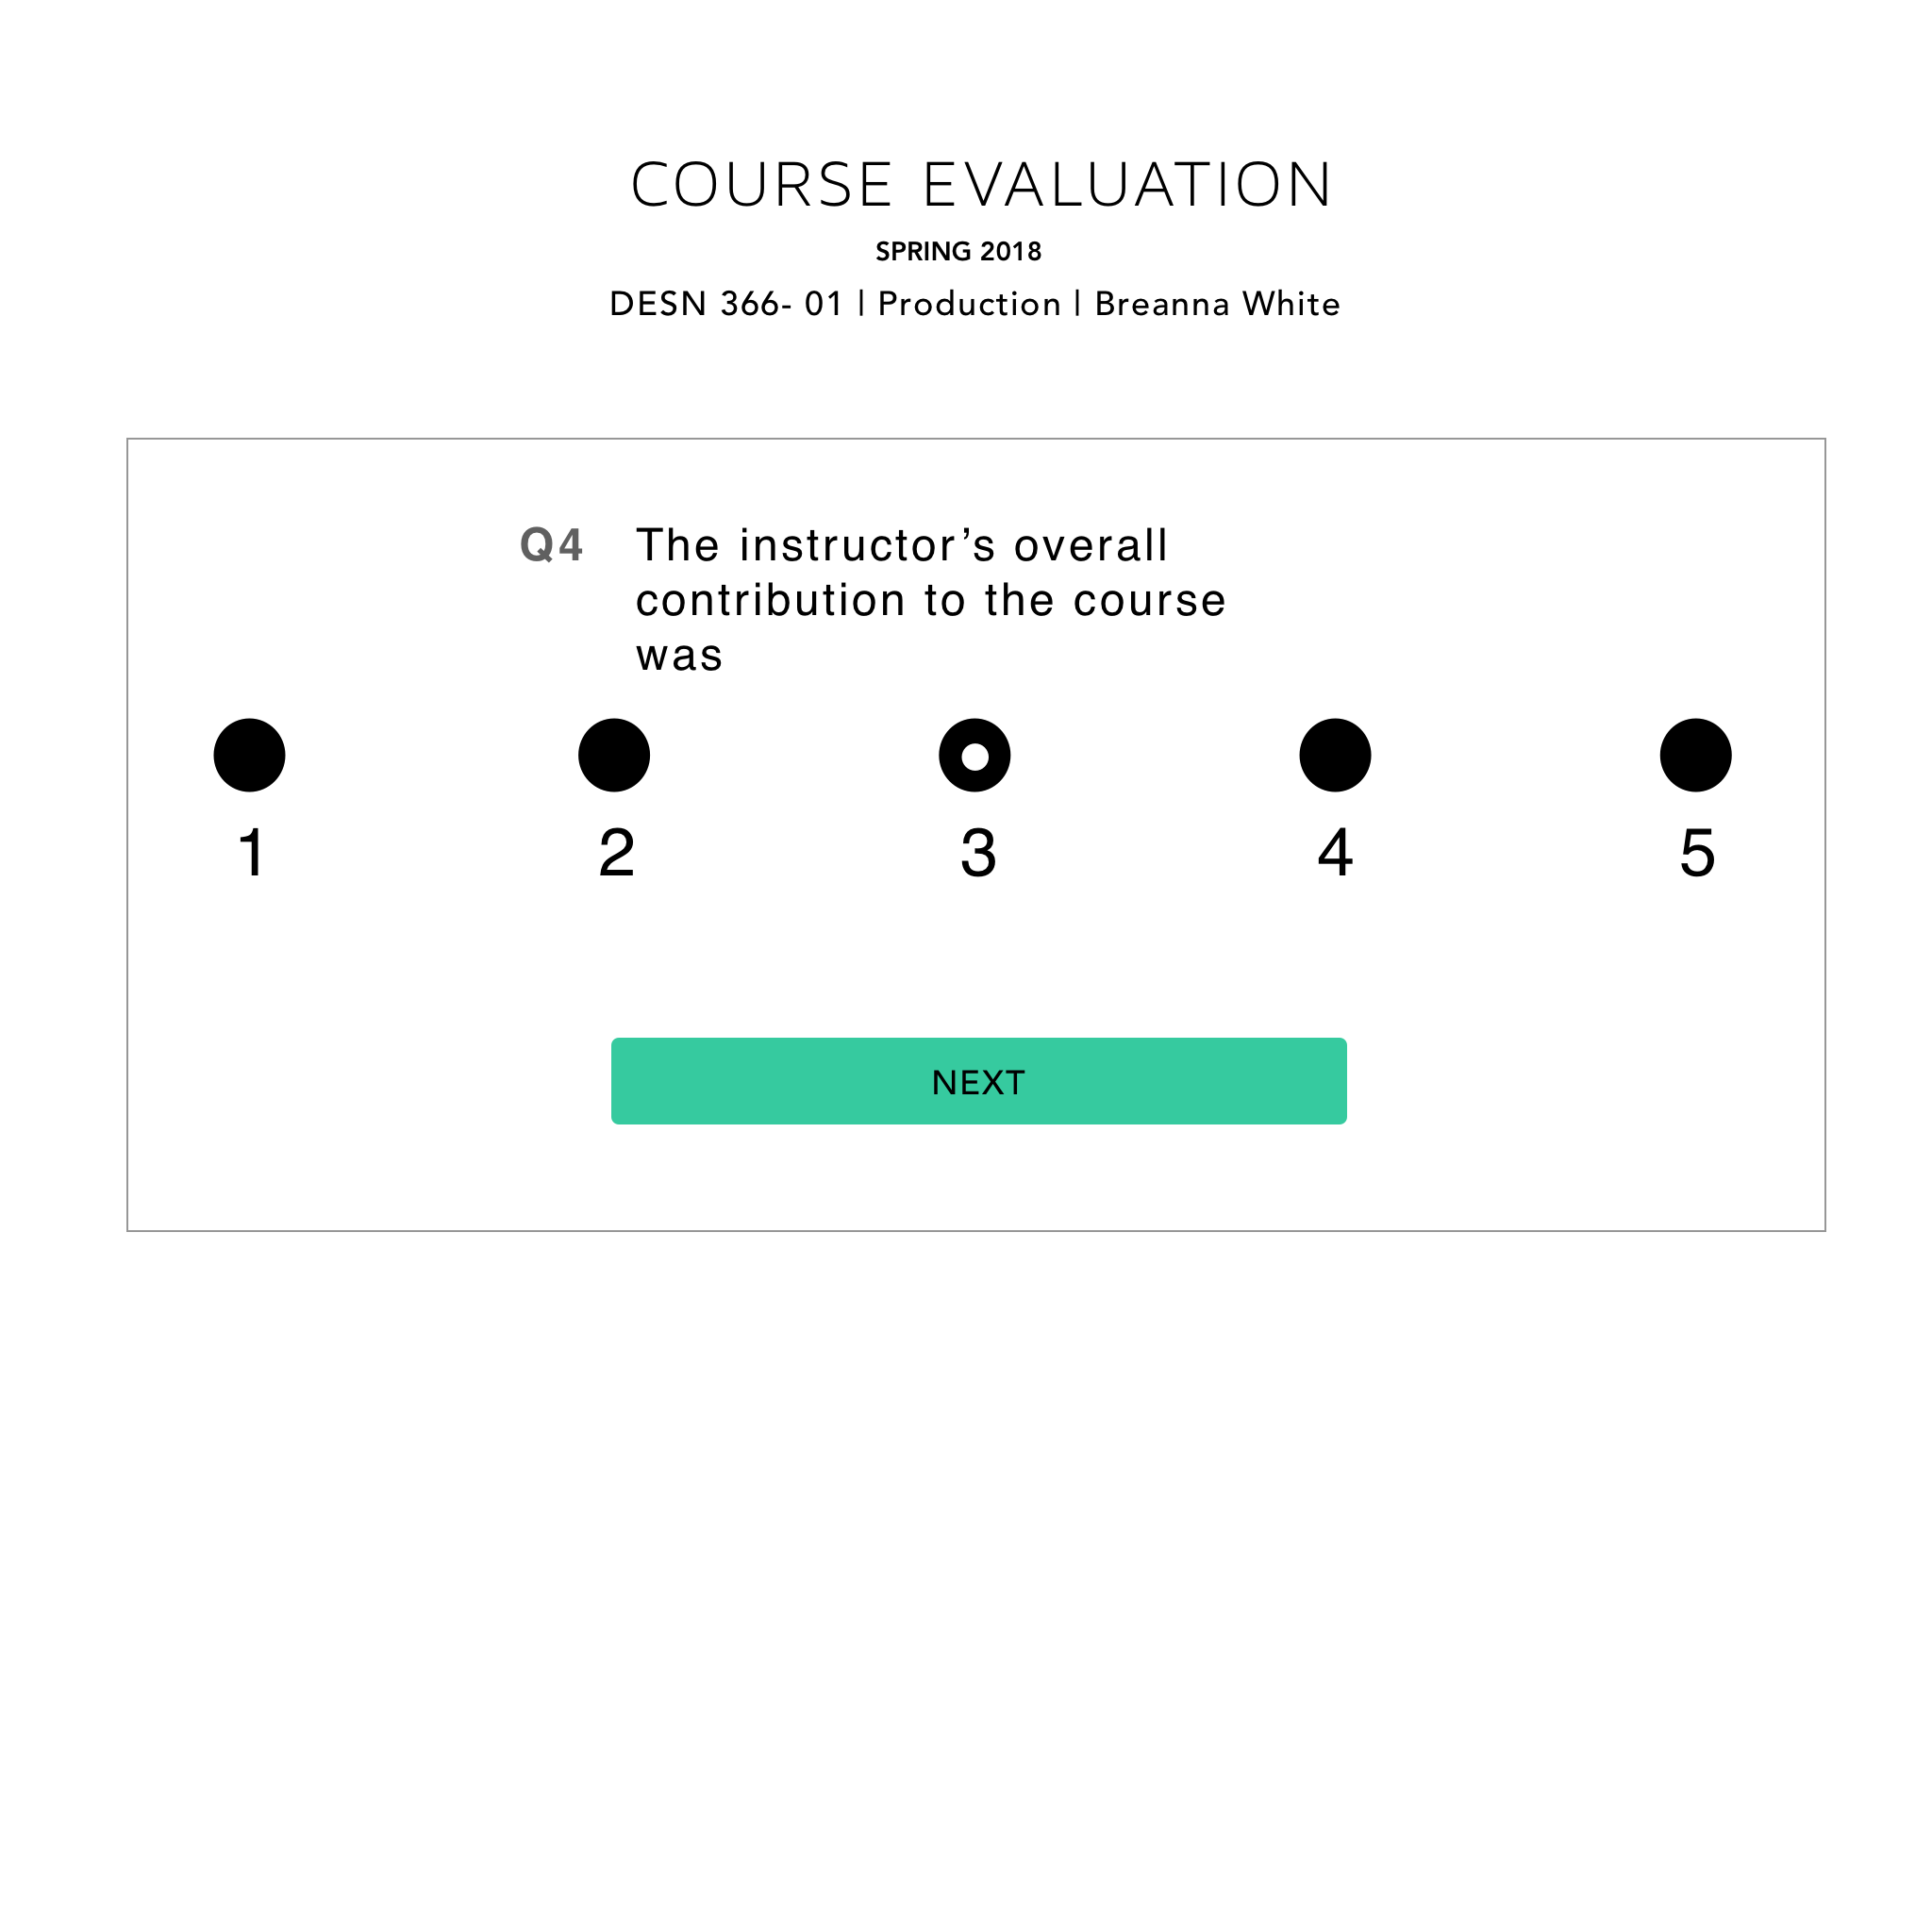 COURSE EVALUATION
SPRING 2018
DESN 366- 01 | Production | Breanna White
Q4 The instructor’s overall
contribution to the course
was
1 2 3 4 5
NEXT